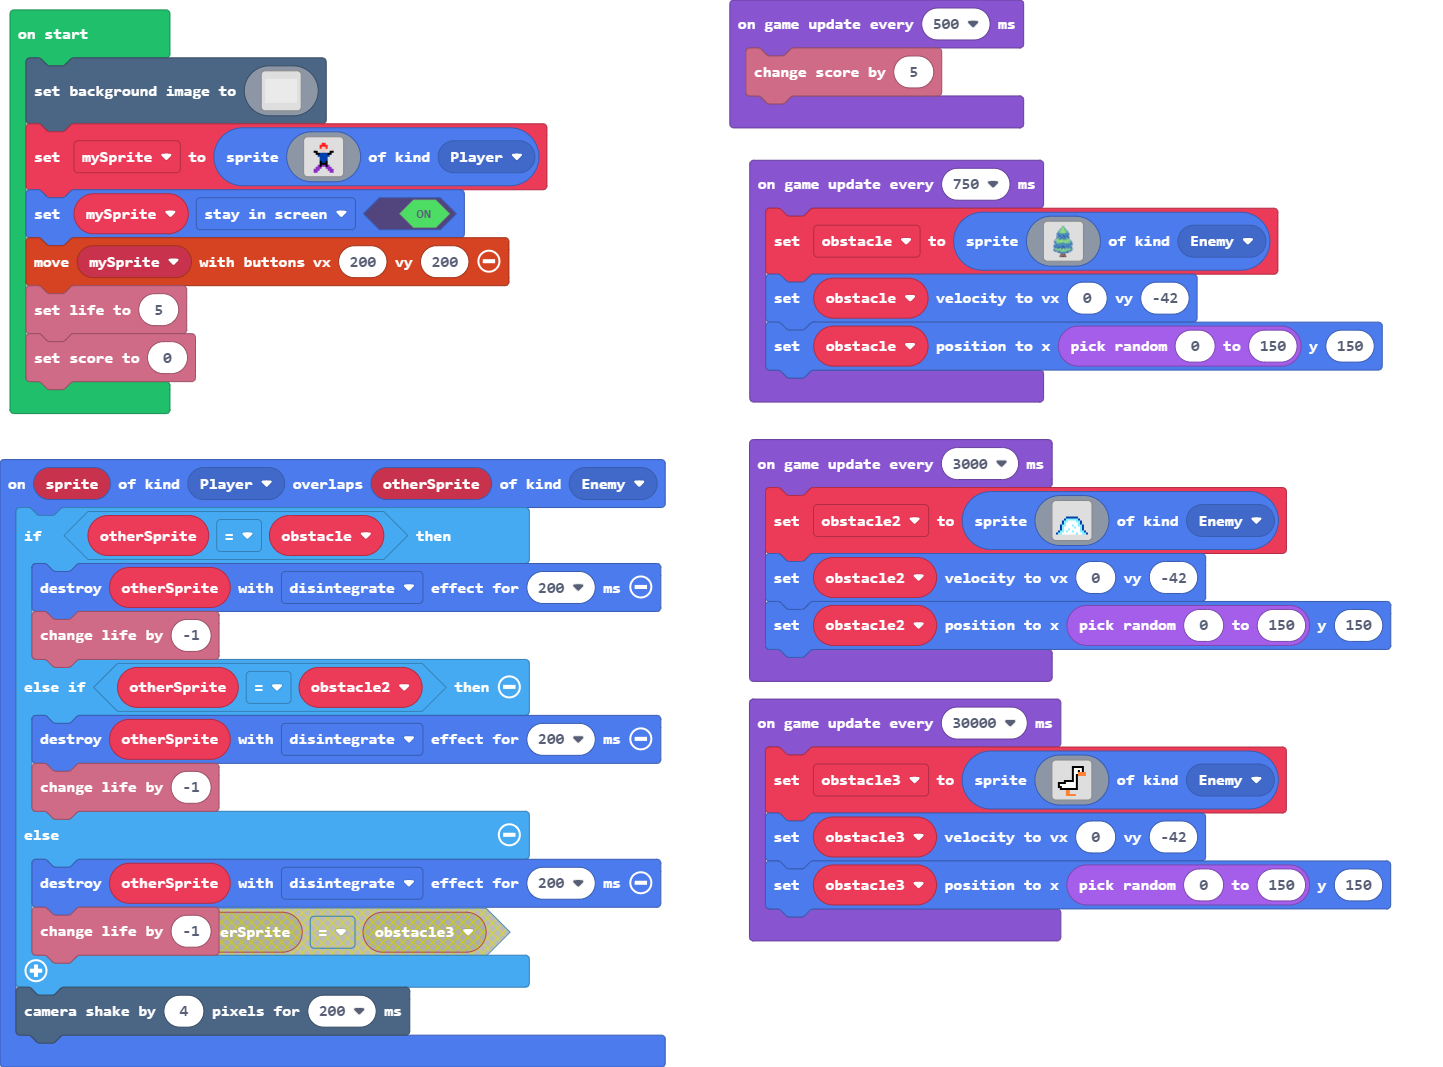 on start
set background image to
set mySprite to sprite of kind Player
set mySprite stay in screen ON
move mySprite with buttons vx 200 vy 200
set life to 5
set score to 0
on sprite of kind Player overlaps otherSprite of kind Enemy
if otherSprite = obstacle then
destroy otherSprite with disintegrate effect for 200 ms
change life by -1
else if otherSprite = obstacle2 then
destroy otherSprite with disintegrate effect for 200 ms
change life by -1
else
destroy otherSprite with disintegrate effect for 200 ms
change life by -1 erSprite = obstacle3
camera shake by 4 pixels for 200 ms
on game update every 500 ms
change score by 5
on game update every 750 ms
set obstacle to sprite of kind Enemy
set obstacle velocity to vx 0 vy -42
set obstacle position to x pick random 0 to 150 y 150
on game update every 3000 ms
set obstacle2 to sprite of kind Enemy
set obstacle2 velocity to vx 0 vy -42
set obstacle2 position to x pick random 0 to 150 y 150
on game update every 30000 ms
set obstacle3 to sprite of kind Enemy
set obstacle3 velocity to vx 0 vy -42
set obstacle3 position to x pick random 0 to 150 y 150